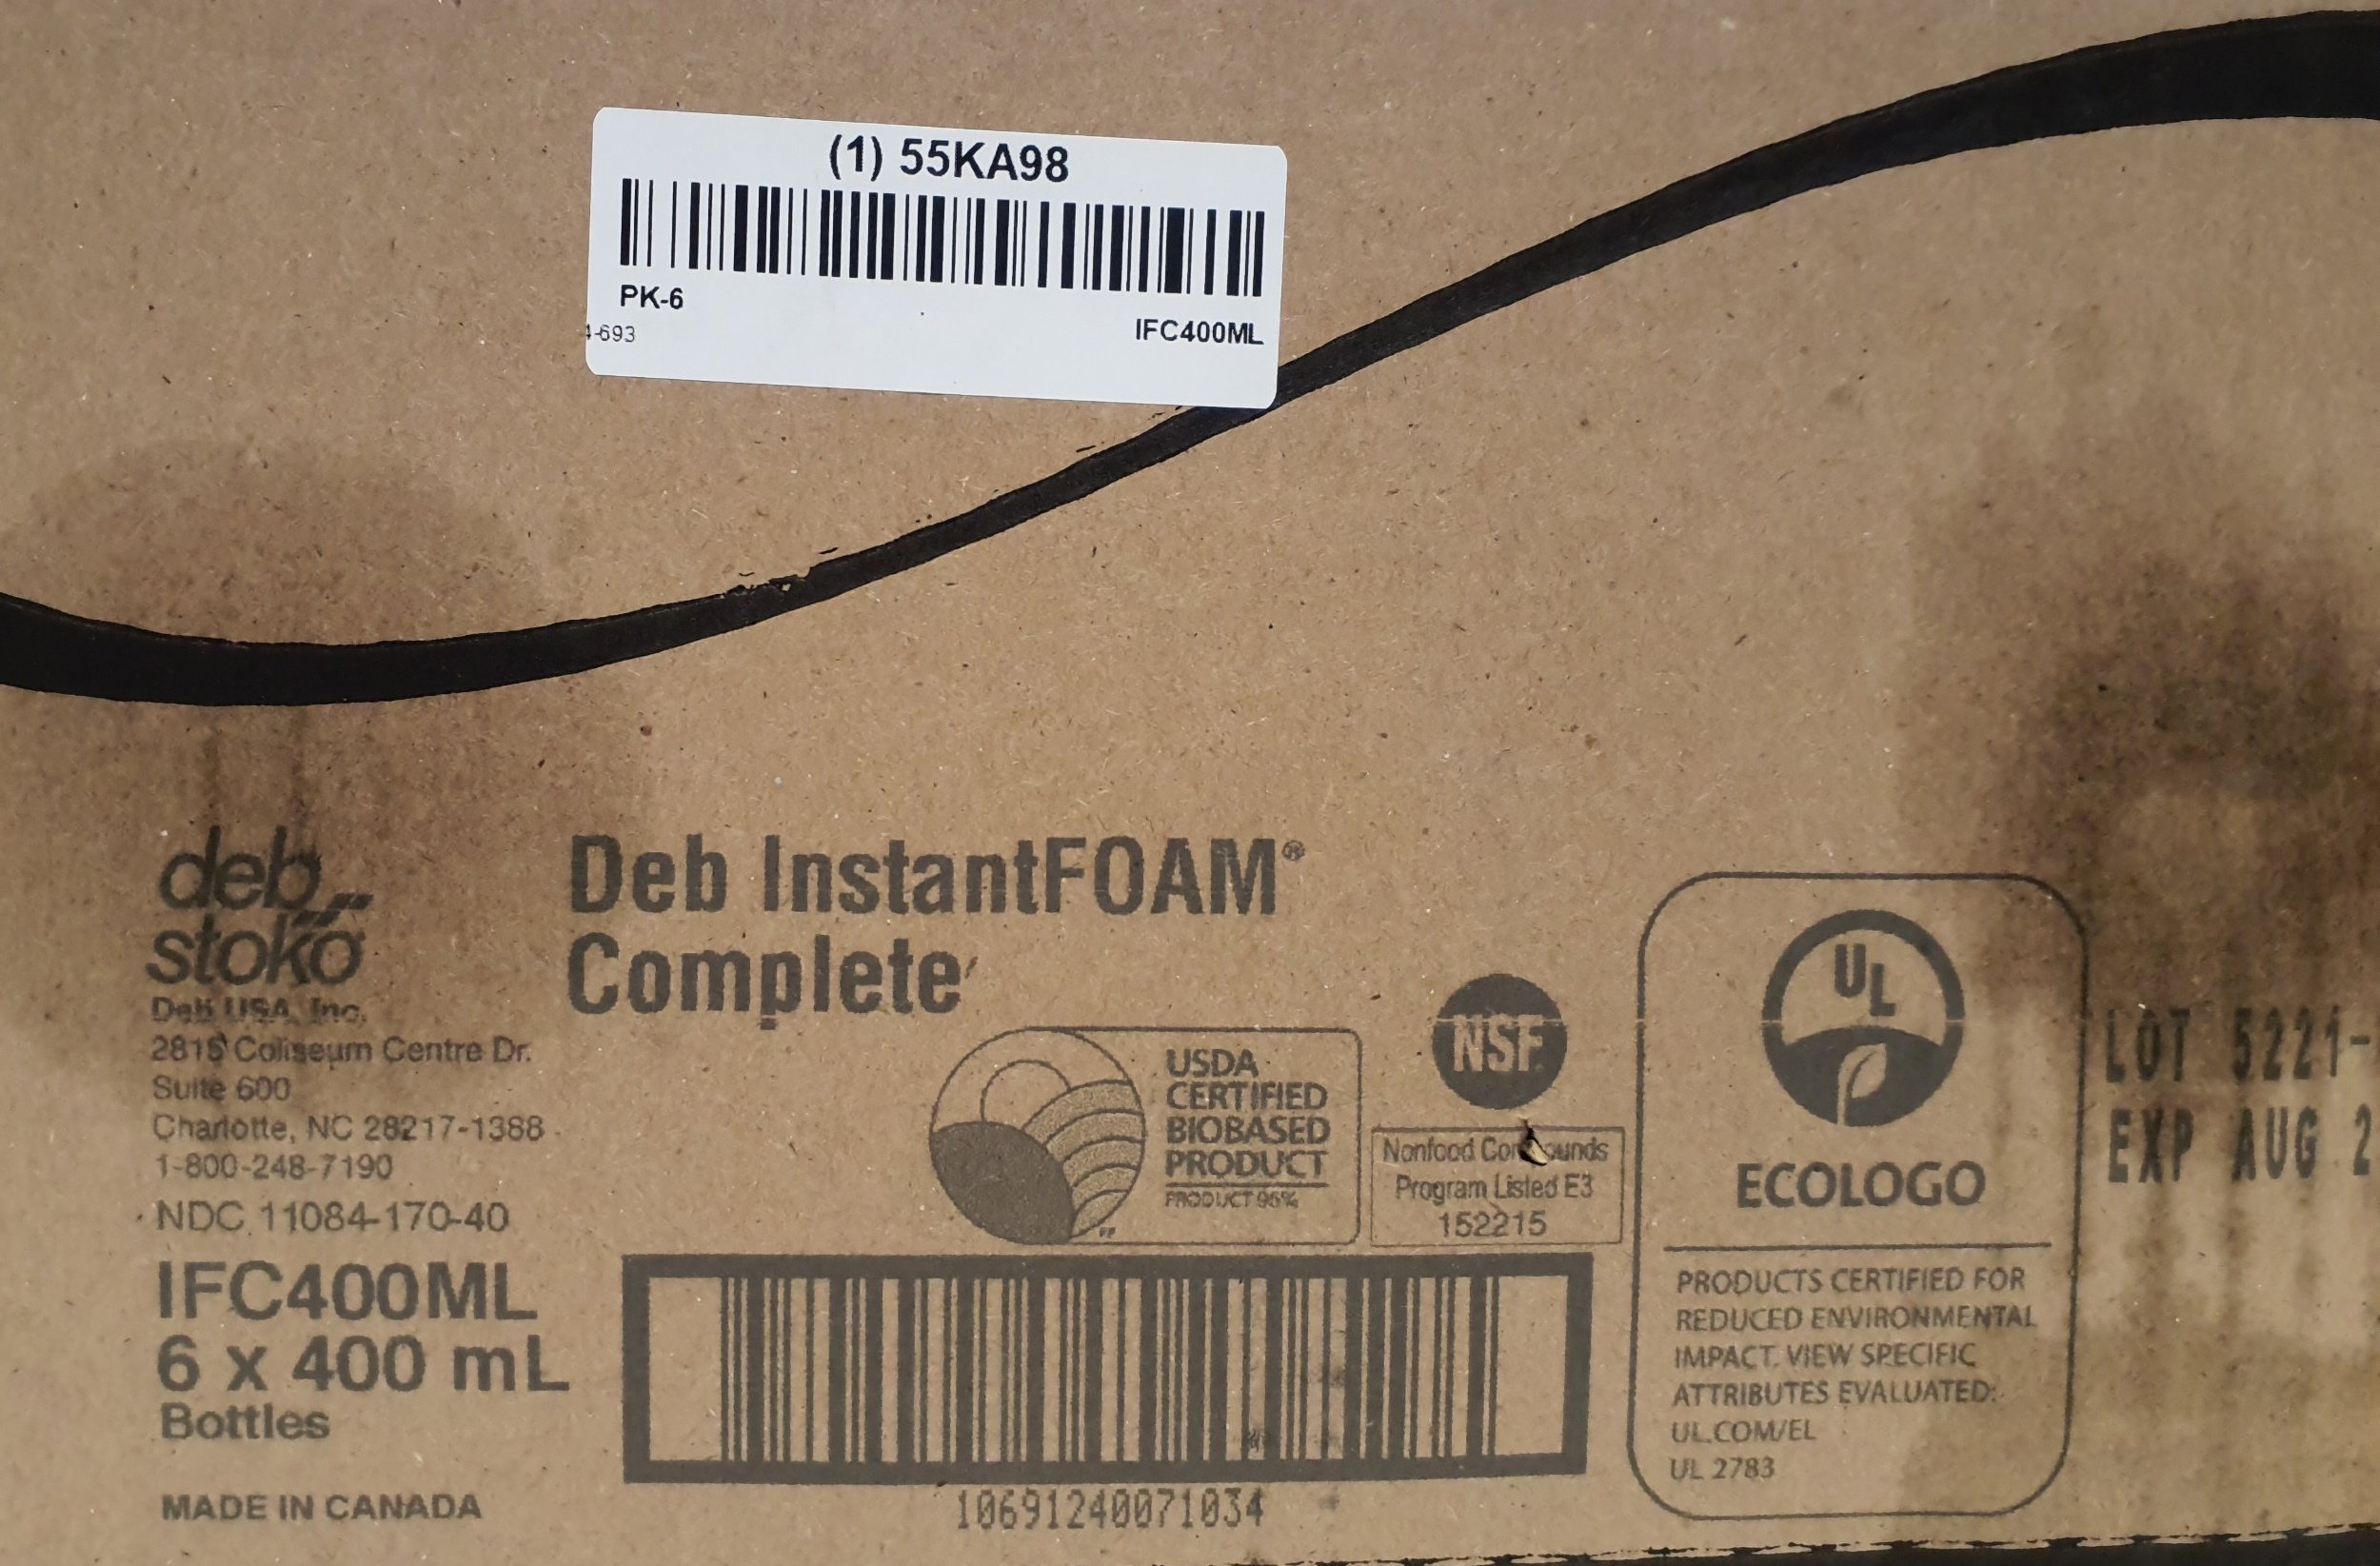 (1) 55KA98
PK-6
4-693
IFC400ML
deb
stoko
Deb USA, Inc.
2815 Coliseum Centre Dr.
Suite 600
Charlotte, NC 28217-1388
1-800-248-7190
NDC 11084-170-40
IFC400ML
6 x 400 mL
Bottles
MADE IN CANADA
Deb InstantFOAM®
Complete
USDA
CERTIFIED
BIOBASED
PRODUCT
PRODUCT 95%
NSF
Nonfood Compounds
Program Listed E3
152215
10691240071034
UL
ECOLOGO
PRODUCTS CERTIFIED FOR
REDUCED ENVIRONMENTAL
IMPACT. VIEW SPECIFIC
ATTRIBUTES EVALUATED:
UL.COM/EL
UL 2783
LOT 5221-
EXP AUG 2